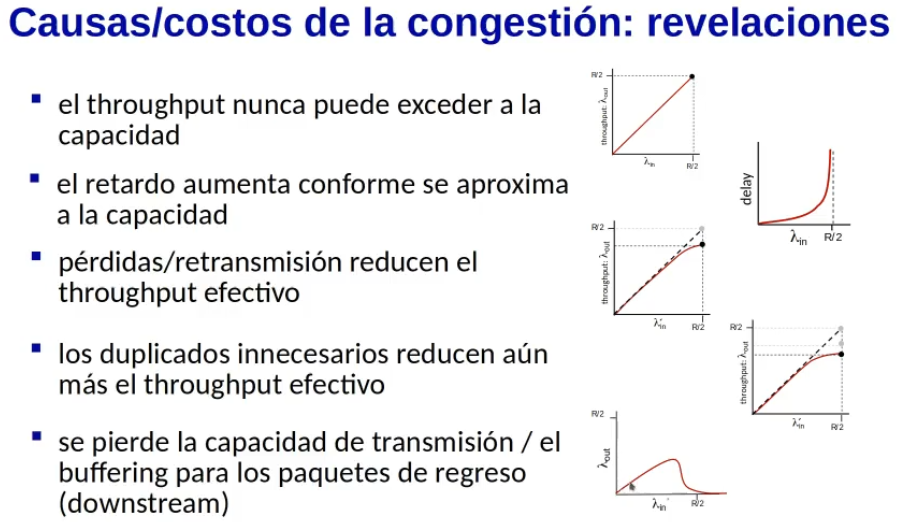 Causas/costos de la congestión: revelaciones
el throughput nunca puede exceder a la
capacidad
el retardo aumenta conforme se aproxima
a la capacidad
pérdidas/retransmisión reducen el
throughput efectivo
los duplicados innecesarios reducen aún
más el throughput efectivo
se pierde la capacidad de transmisión / el
buffering para los paquetes de regreso
(downstream)
R/2
throughput: λout
λin
R/2
delay
λin
R/2
R/2
throughput: λout
λ'in
R/2
R/2
throughput: λout
λ'in
R/2
R/2
λout
λin'
R/2